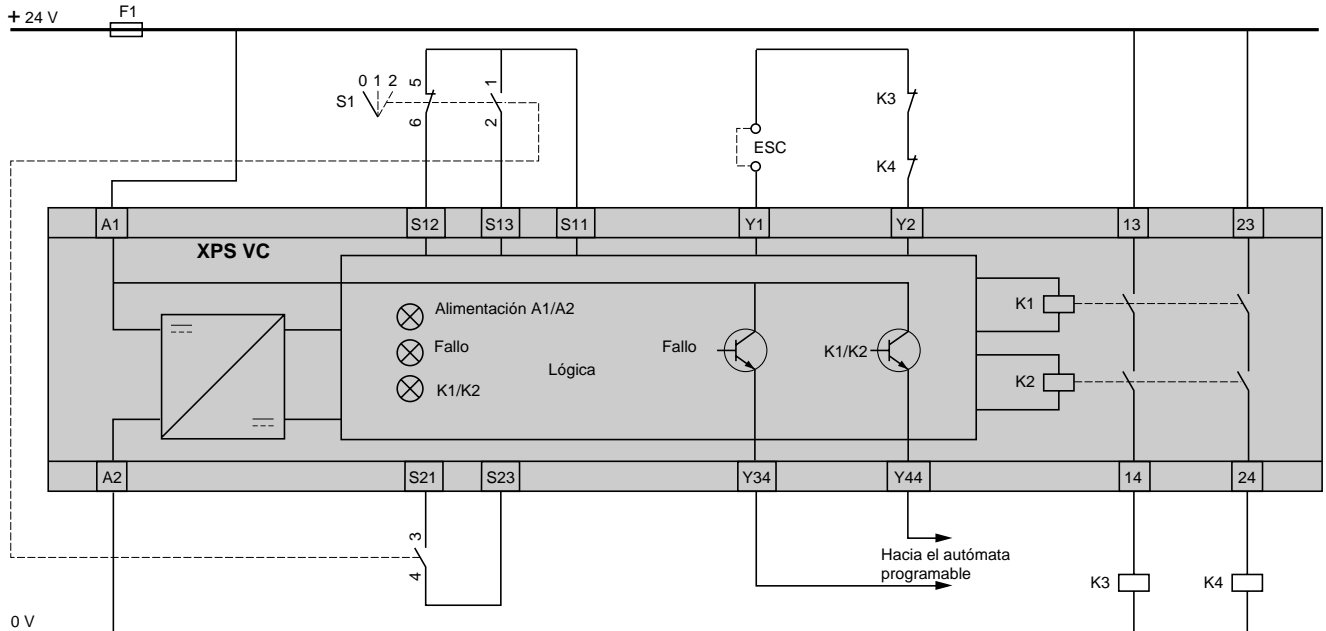 + 24 V
F1
0 1 2
S1
5
6
1
2
K3
ESC
K4
A1
S12
S13
S11
Y1
Y2
13
23
XPS VC
Alimentación A1/A2
Fallo
K1/K2
Lógica
Fallo
K1/K2
K1
K2
A2
S21
S23
Y34
Y44
14
24
3
4
Hacia el autómata
programable
K3
K4
0 V